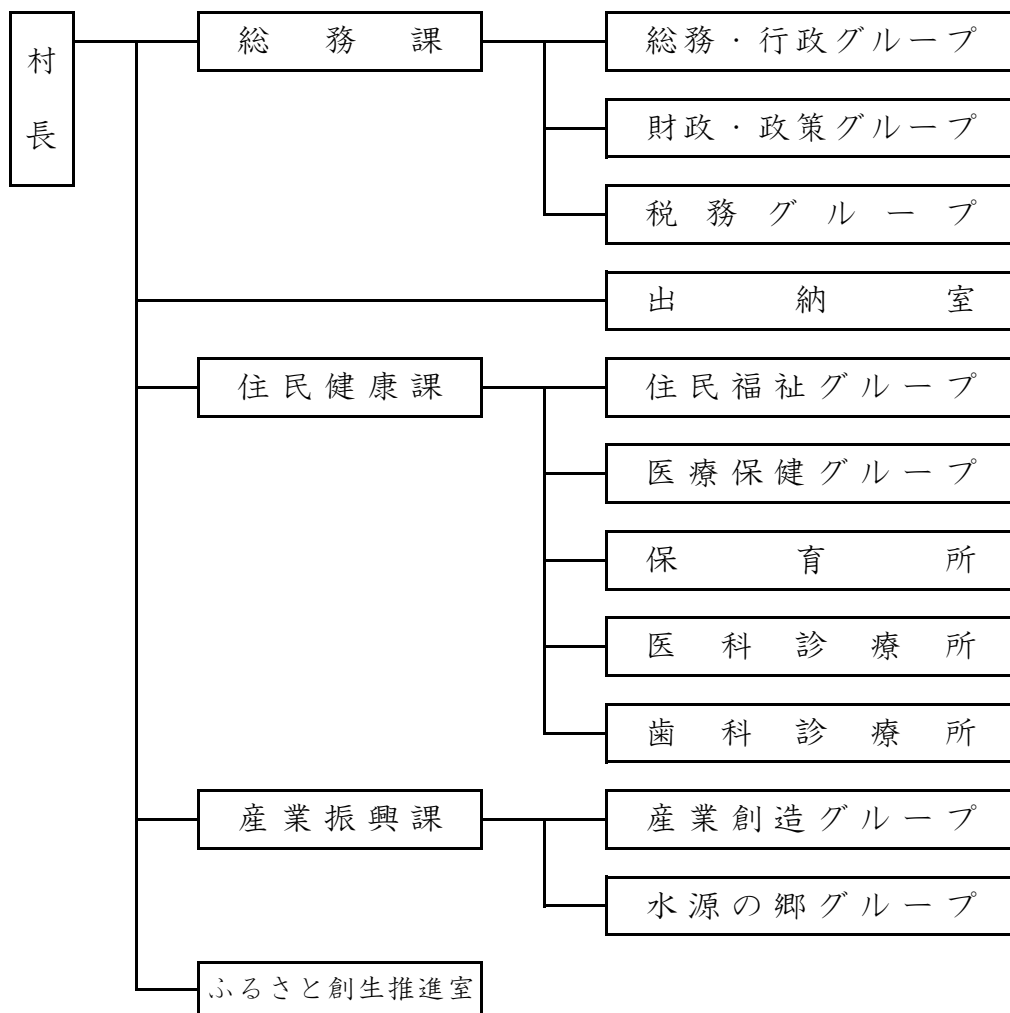 村長
総務課
総務・行政グループ
財政・政策グループ
税務グループ
出納室
住民健康課
住民福祉グループ
医療保健グループ
保育所
医科診療所
歯科診療所
産業振興課
産業創造グループ
水源の郷グループ
ふるさと創生推進室